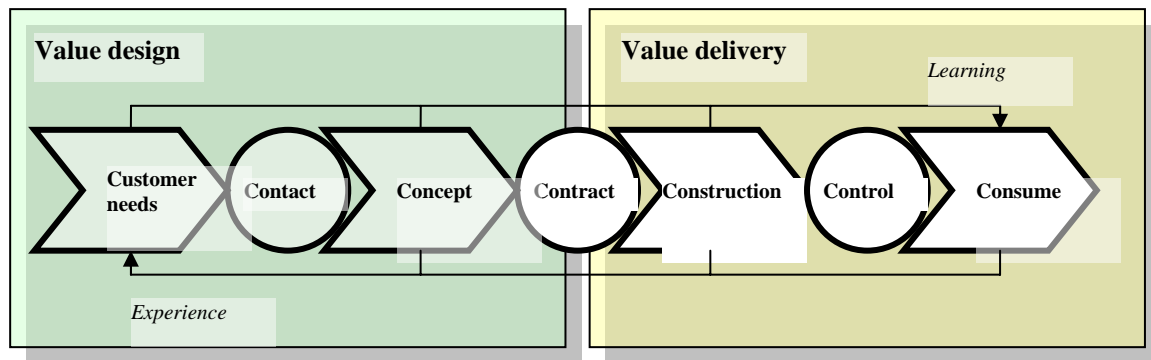 Value design
Value delivery
Learning
Customer
needs
Contact
Concept
Contract
Construction
Control
Consume
Experience